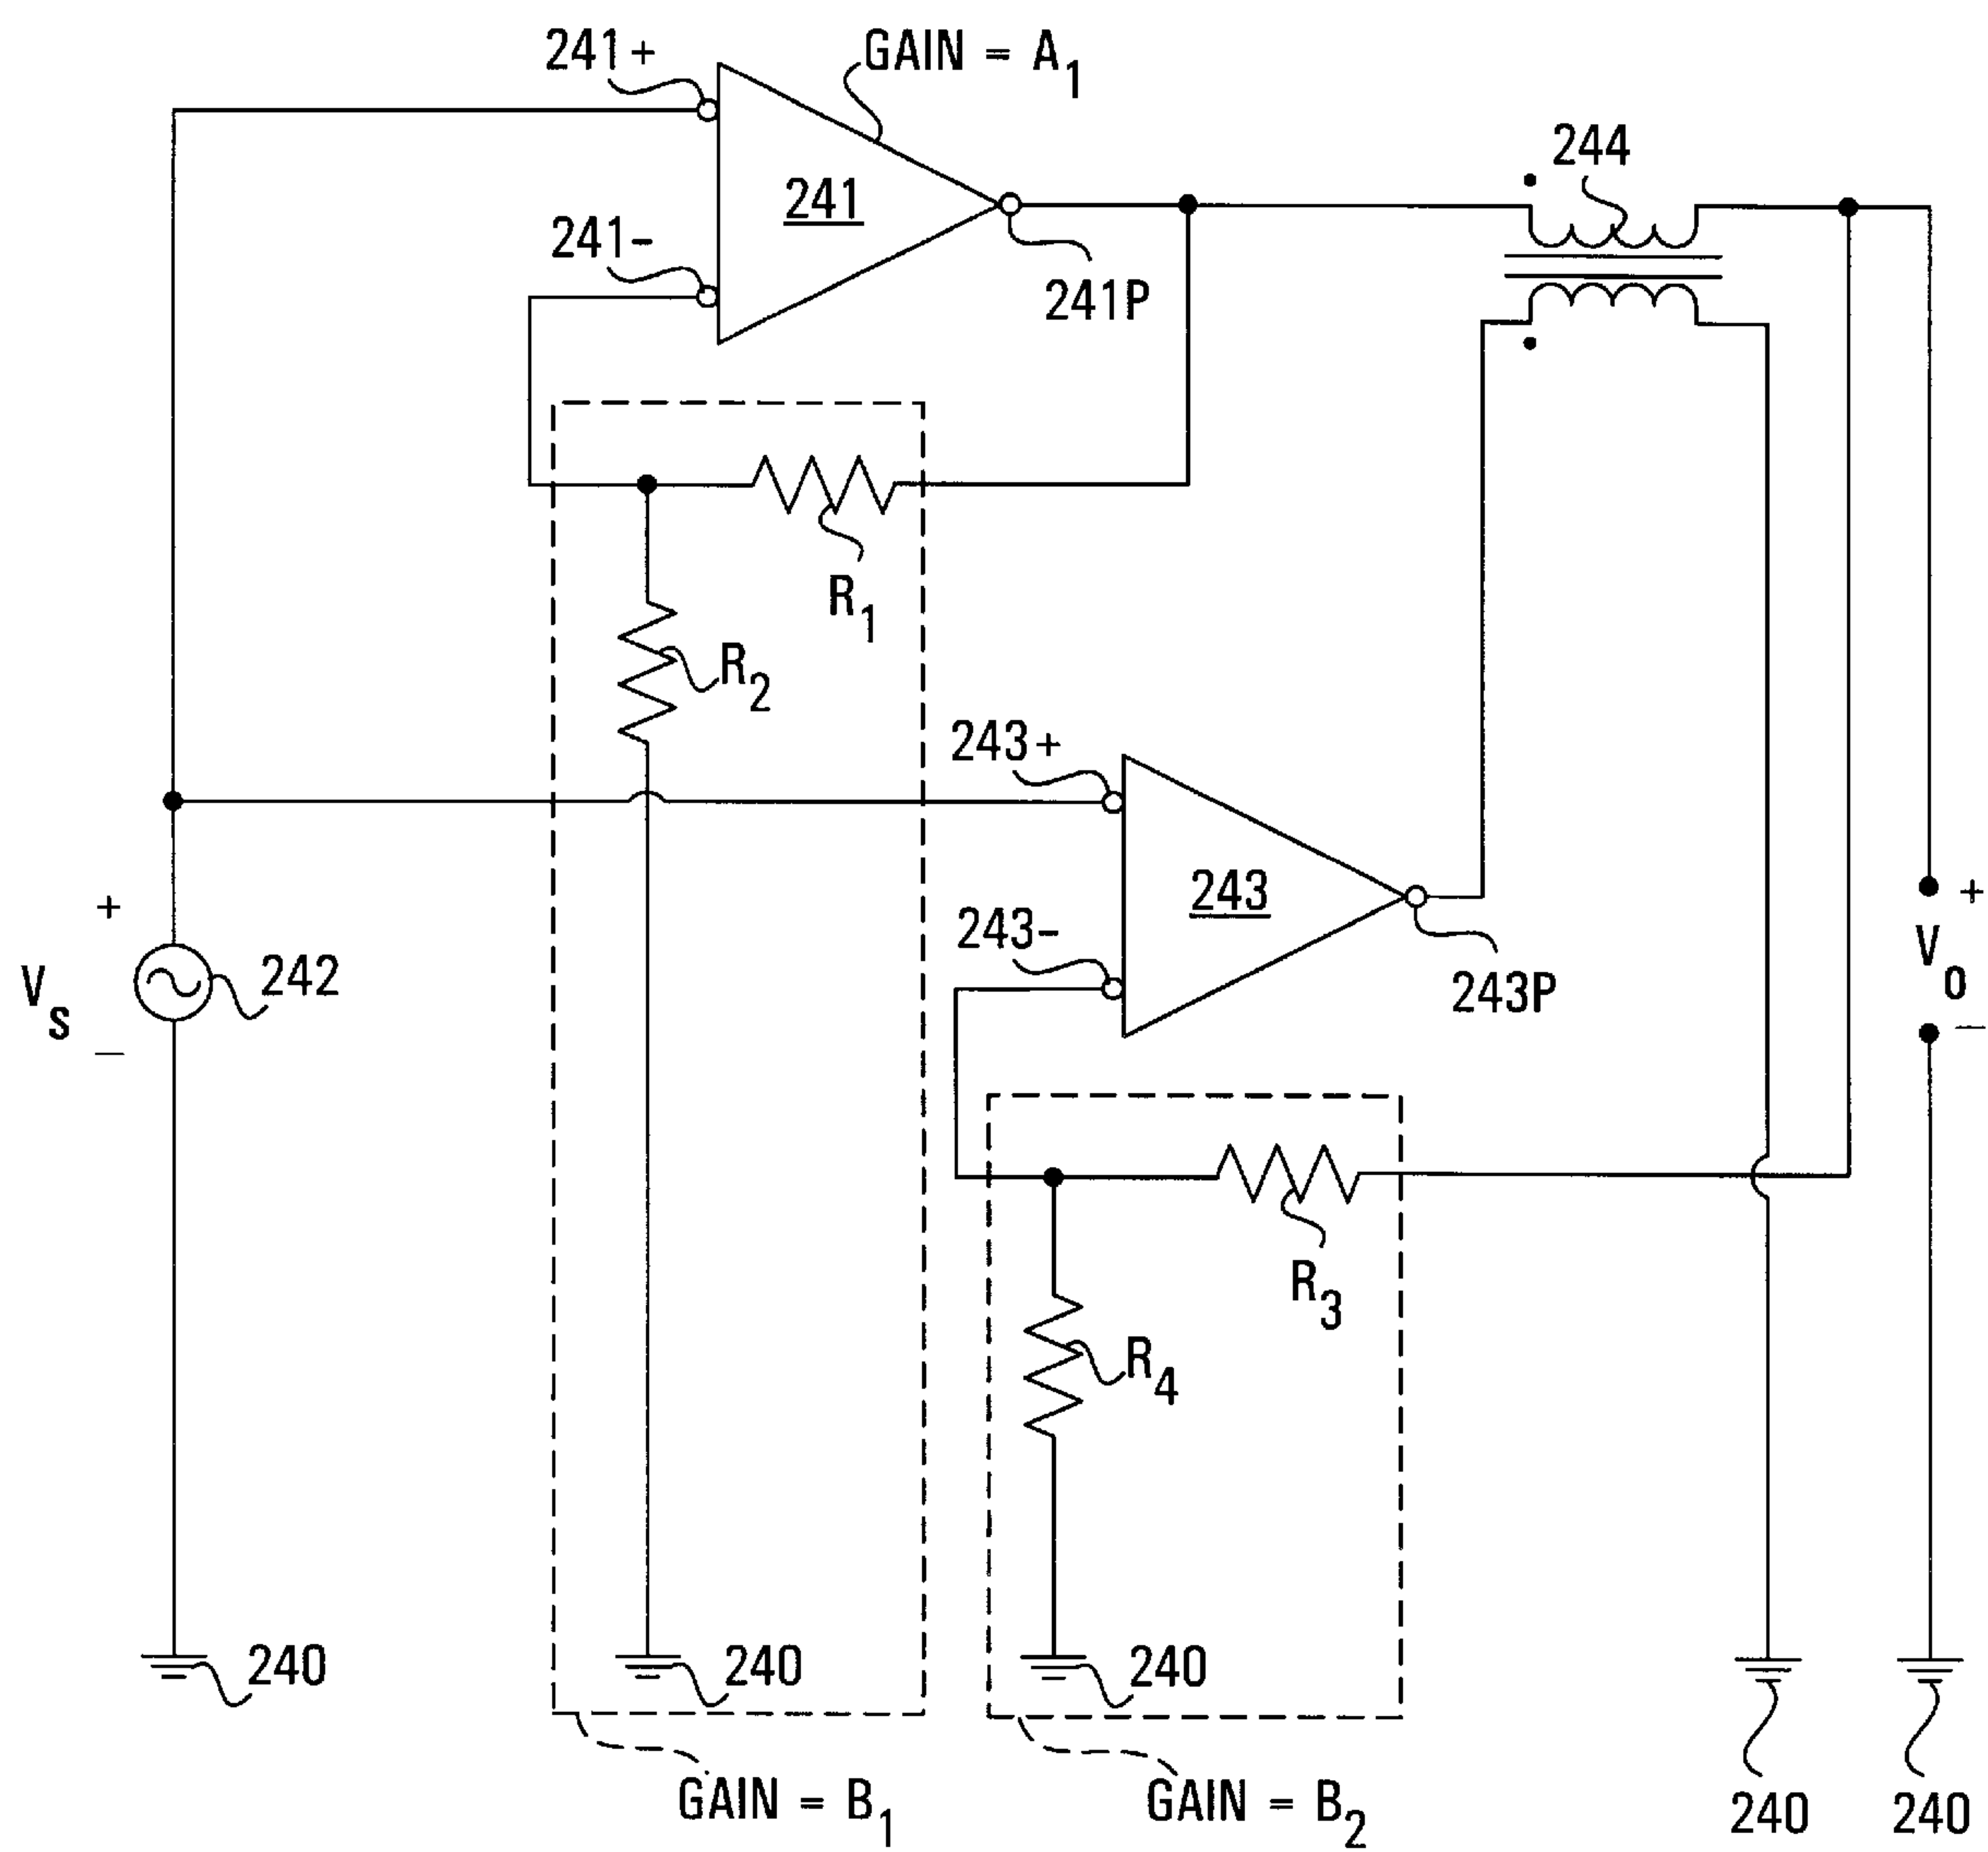 241+
GAIN = A1
244
241
241-
241P
R1
R2
243+
243
243-
243P
+
Vs
−
242
+
Vo
−
R3
R4
240
240
240
240
240
GAIN = B1
GAIN = B2